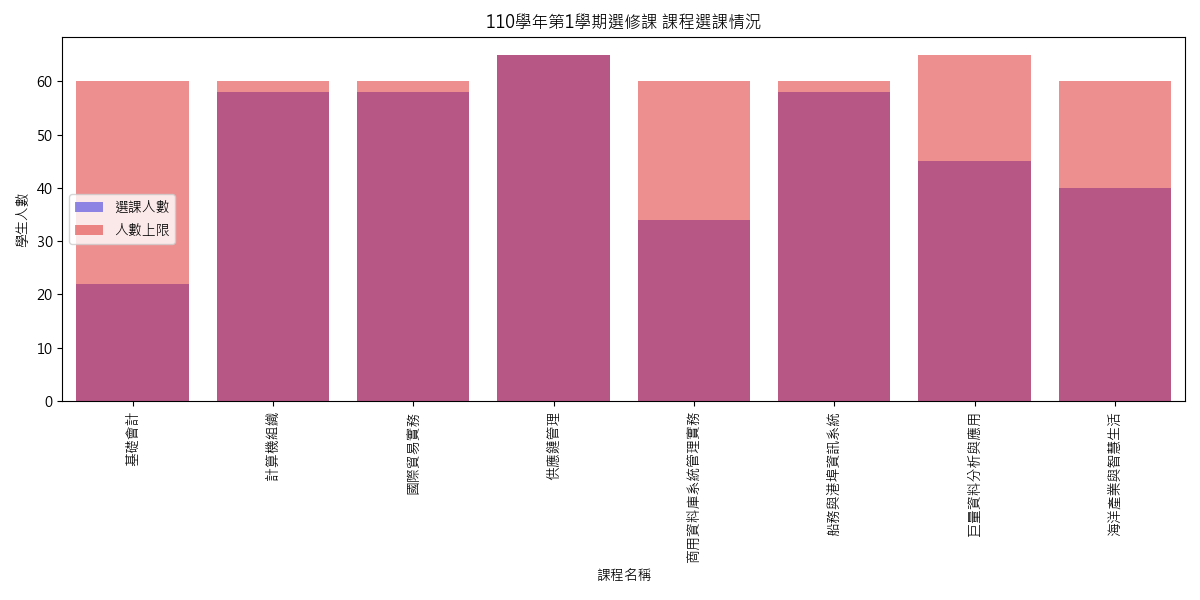 110學年第1學期選修課 課程選課情況
學生人數
60
50
40
30
20
10
0
選課人數
人數上限
基礎會計
計算機組織
國際貿易實務
供應鏈管理
商用資料庫系統管理實務
船務與港埠資訊系統
巨量資料分析與應用
海洋產業與智慧生活
課程名稱